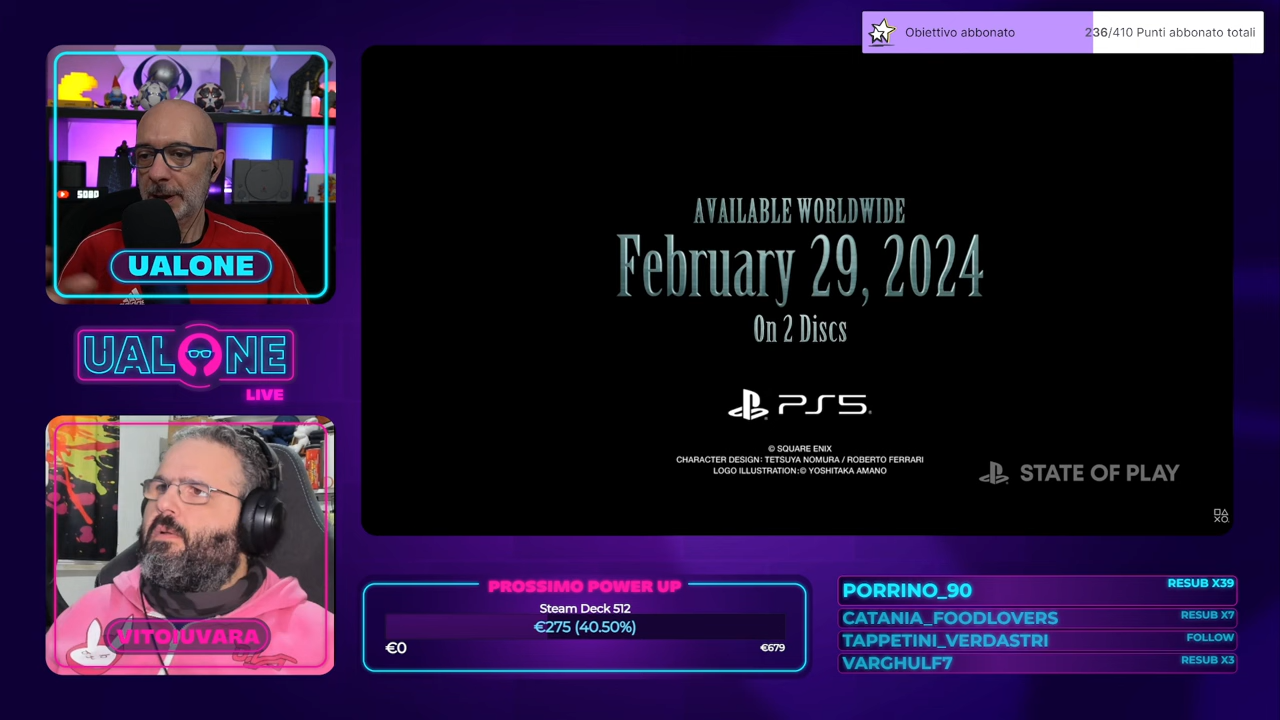 Obiettivo abbonato
236/410 Punti abbonato totali
UALONE
UALONE
LIVE
VITOIUVARA
AVAILABLE WORLDWIDE
February 29, 2024
On 2 Discs
PS5
© SQUARE ENIX
CHARACTER DESIGN: TETSUYA NOMURA / ROBERTO FERRARI
LOGO ILLUSTRATION:© YOSHITAKA AMANO
STATE OF PLAY
PROSSIMO POWER UP
Steam Deck 512
€275 (40.50%)
€0
€679
PORRINO_90 RESUB X39
CATANIA_FOODLOVERS RESUB X7
TAPPETINI_VERDASTRI FOLLOW
VARGHULF7 RESUB X3